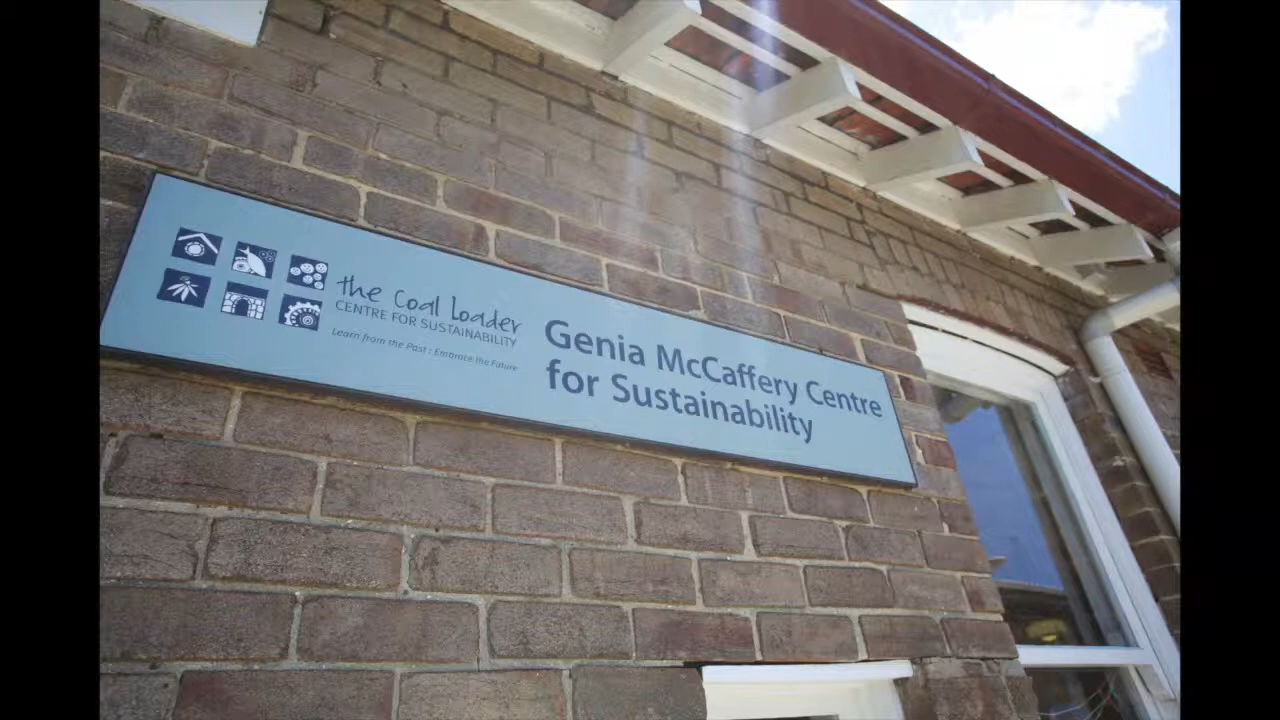 the Coal Loader
CENTRE FOR SUSTAINABILITY
Learn from the Past : Embrace the Future
Genia McCaffery Centre
for Sustainability